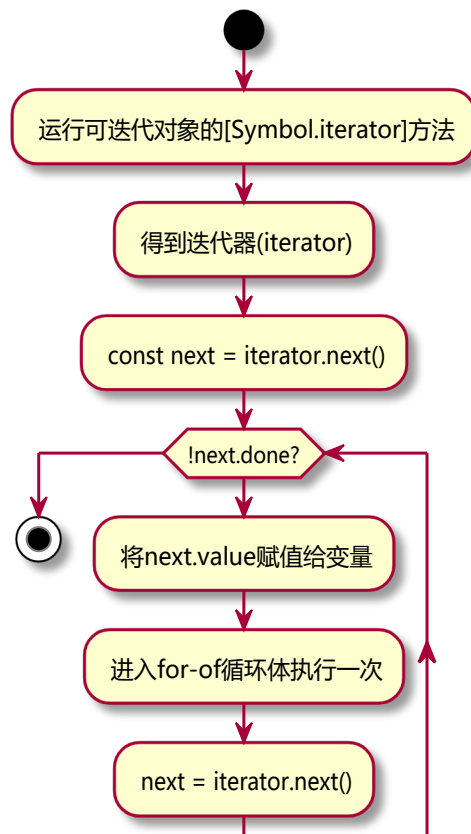 运行可迭代对象的[Symbol.iterator]方法
得到迭代器(iterator)
const next = iterator.next()
!next.done?
将next.value赋值给变量
进入for-of循环体执行一次
next = iterator.next()